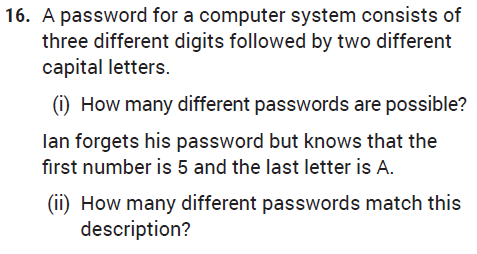 16. A password for a computer system consists of
three different digits followed by two different
capital letters.
(i) How many different passwords are possible?
Ian forgets his password but knows that the
first number is 5 and the last letter is A.
(ii) How many different passwords match this
description?